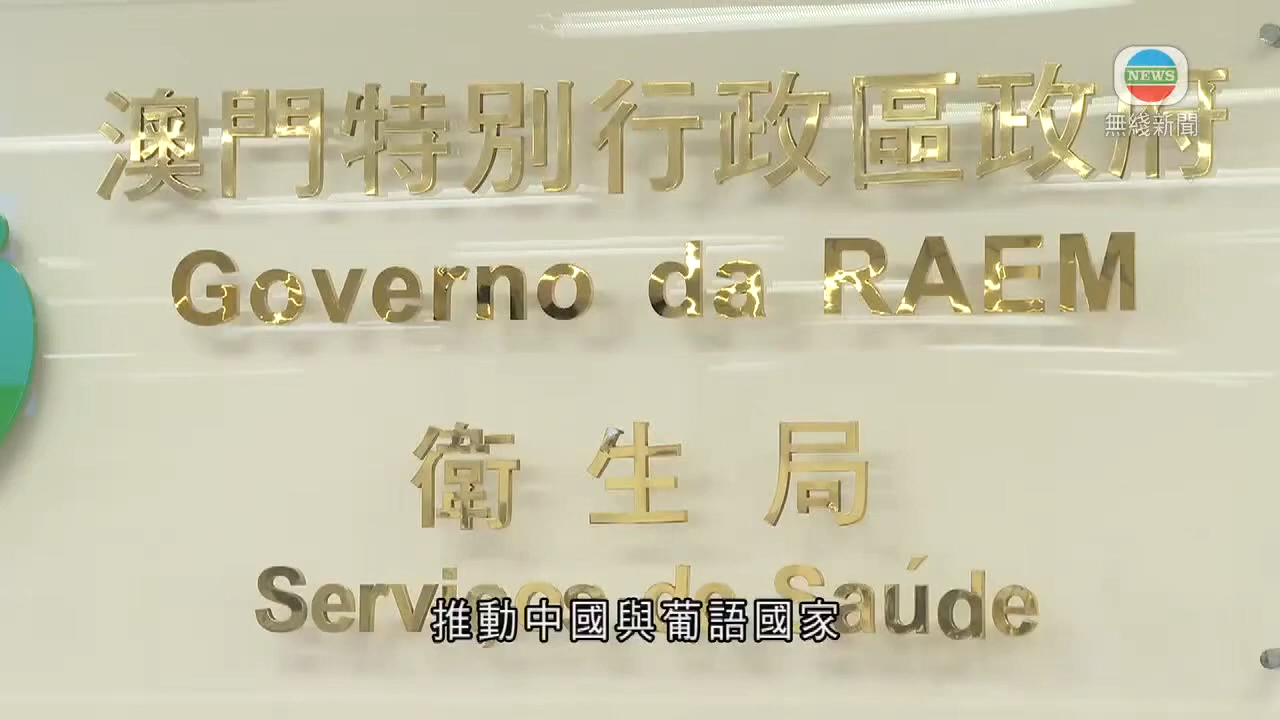 澳門特別行政區政府
NEWS
無綫新聞
Governo da RAEM
衛生局
Serviços de Saúde
推動中國與葡語國家